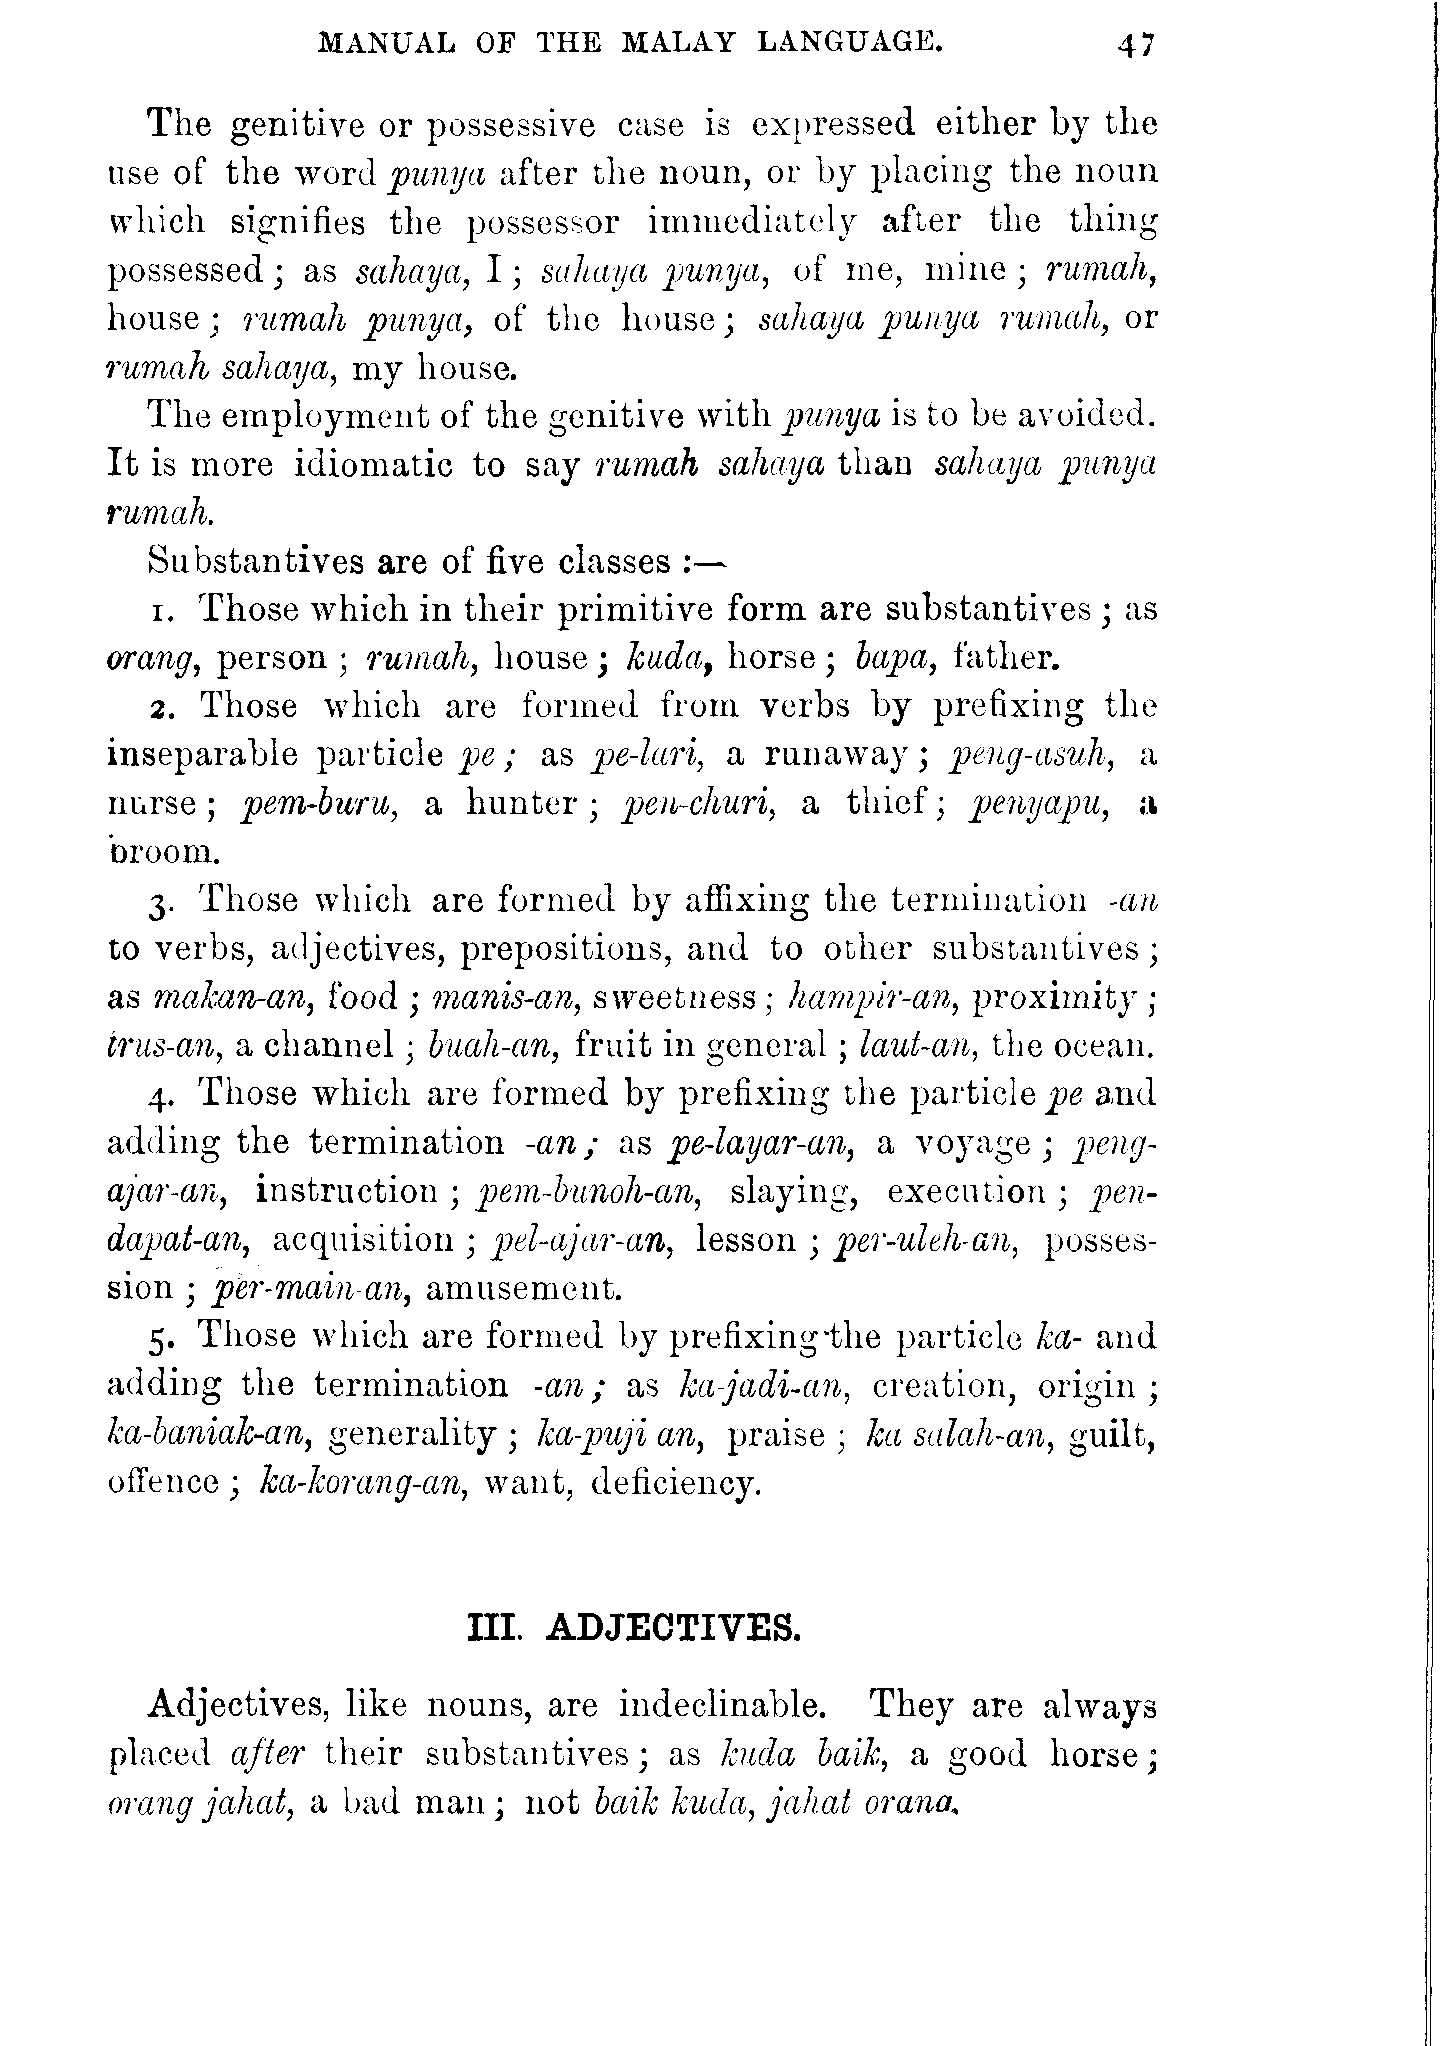 MANUAL OF THE MALAY LANGUAGE. 47
The genitive or possessive case is expressed either by the
use of the word punya after the noun, or by placing the noun
which signifies the possessor immediately after the thing
possessed ; as sahaya, I ; sahaya punya, of me, mine ; rumah,
house ; rumah punya, of the house ; sahaya punya rumah, or
rumah sahaya, my house.
The employment of the genitive with punya is to be avoided.
It is more idiomatic to say rumah sahaya than sahaya punya
rumah.
Substantives are of five classes :—
1. Those which in their primitive form are substantives ; as
orang, person ; rumah, house ; kuda, horse ; bapa, father.
2. Those which are formed from verbs by prefixing the
inseparable particle pe ; as pe-lari, a runaway ; peng-asuh, a
nurse ; pem-buru, a hunter ; pen-churi, a thief ; penyapu, a
broom.
3. Those which are formed by affixing the termination -an
to verbs, adjectives, prepositions, and to other substantives ;
as makan-an, food ; manis-an, sweetness ; hampir-an, proximity ;
trus-an, a channel ; buah-an, fruit in general ; laut-an, the ocean.
4. Those which are formed by prefixing the particle pe and
adding the termination -an ; as pe-layar-an, a voyage ; peng-
ajar-an, instruction ; pem-bunoh-an, slaying, execution ; pen-
dapat-an, acquisition ; pel-ajar-an, lesson ; per-uleh-an, posses-
sion ; per-main-an, amusement.
5. Those which are formed by prefixing the particle ka- and
adding the termination -an ; as ka-jadi-an, creation, origin ;
ka-baniak-an, generality ; ka-puji an, praise ; ka salah-an, guilt,
offence ; ka-korang-an, want, deficiency.
III. ADJECTIVES.
Adjectives, like nouns, are indeclinable. They are always
placed after their substantives ; as kuda baik, a good horse ;
orang jahat, a bad man ; not baik kuda, jahat orang.